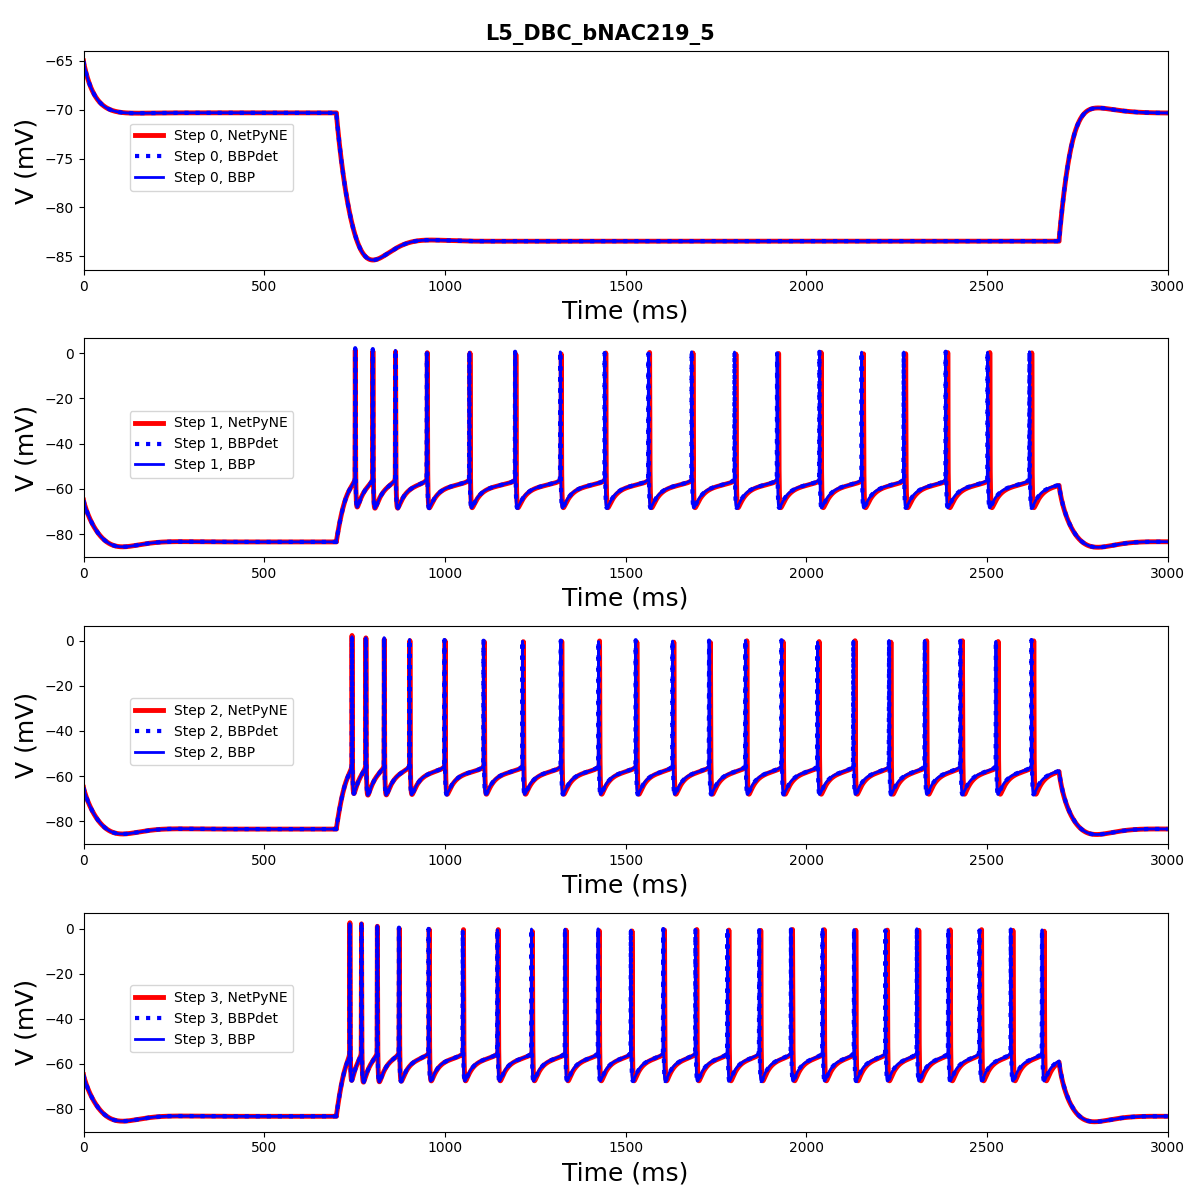 L5_DBC_bNAC219_5
−65
−70
−75
−80
−85
V (mV)
Step 0, NetPyNE
Step 0, BBPdet
Step 0, BBP
0 500 1000 1500 2000 2500 3000
Time (ms)
0
−20
−40
−60
−80
V (mV)
Step 1, NetPyNE
Step 1, BBPdet
Step 1, BBP
0 500 1000 1500 2000 2500 3000
Time (ms)
0
−20
−40
−60
−80
V (mV)
Step 2, NetPyNE
Step 2, BBPdet
Step 2, BBP
0 500 1000 1500 2000 2500 3000
Time (ms)
0
−20
−40
−60
−80
V (mV)
Step 3, NetPyNE
Step 3, BBPdet
Step 3, BBP
0 500 1000 1500 2000 2500 3000
Time (ms)